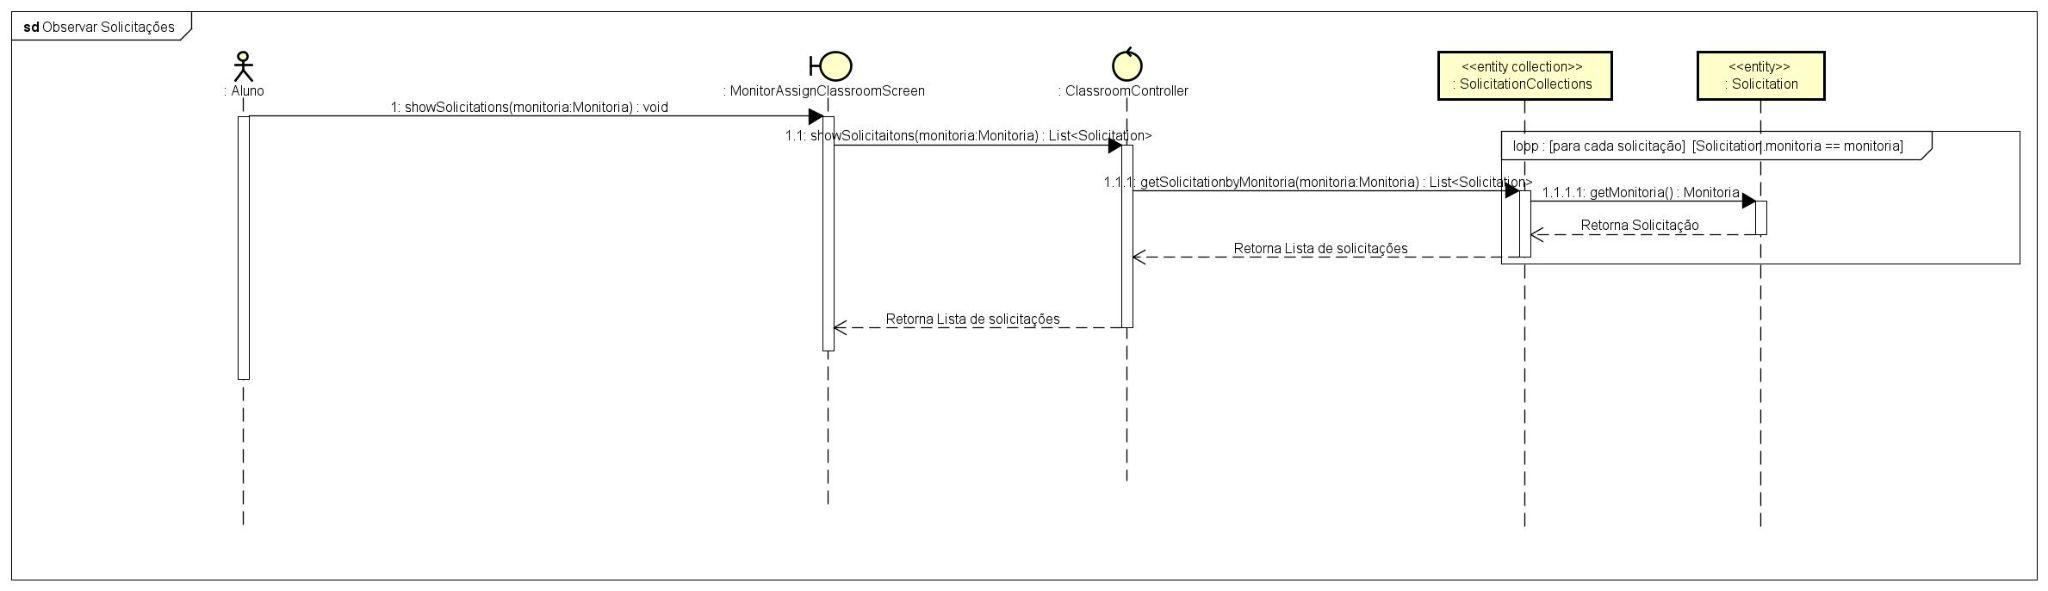 sd Observar Solicitações
: Aluno
: MonitorAssignClassroomScreen
: ClassroomController
<<entity collection>>
: SolicitationCollections
<<entity>>
: Solicitation
1: showSolicitations(monitoria:Monitoria) : void
1.1: showSolicitaitons(monitoria:Monitoria) : List<Solicitation>
loop : [para cada solicitação] [Solicitation.monitoria == monitoria]
1.1.1: getSolicitationbyMonitoria(monitoria:Monitoria) : List<Solicitation>
1.1.1.1: getMonitoria() : Monitoria
Retorna Solicitação
Retorna Lista de solicitações
Retorna Lista de solicitações